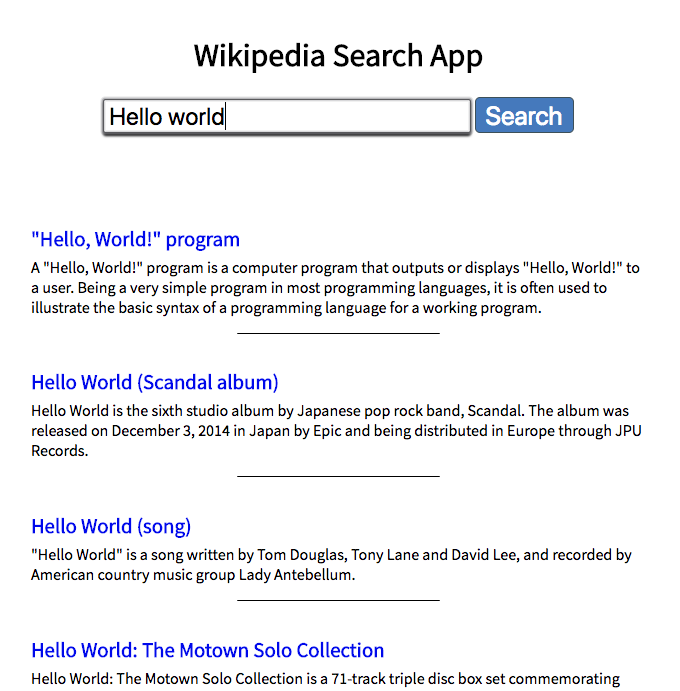 Wikipedia Search App
Hello world
Search
"Hello, World!" program
A "Hello, World!" program is a computer program that outputs or displays "Hello, World!" to
a user. Being a very simple program in most programming languages, it is often used to
illustrate the basic syntax of a programming language for a working program.
Hello World (Scandal album)
Hello World is the sixth studio album by Japanese pop rock band, Scandal. The album was
released on December 3, 2014 in Japan by Epic and being distributed in Europe through JPU
Records.
Hello World (song)
"Hello World" is a song written by Tom Douglas, Tony Lane and David Lee, and recorded by
American country music group Lady Antebellum.
Hello World: The Motown Solo Collection
Hello World: The Motown Solo Collection is a 71-track triple disc box set commemorating